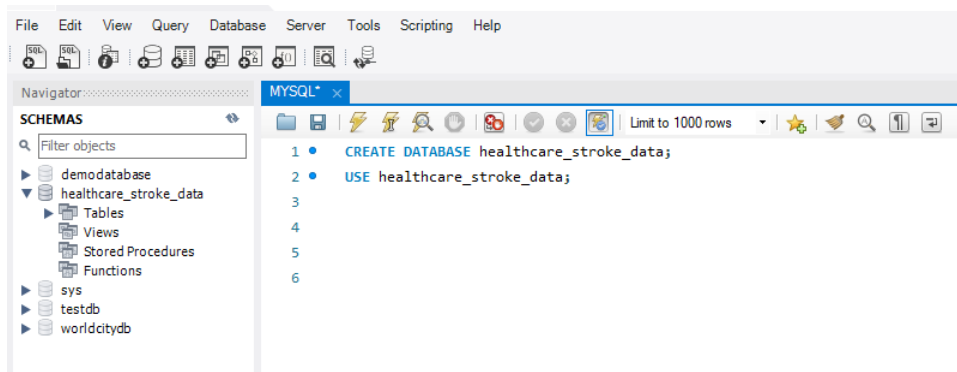 File Edit View Query Database Server Tools Scripting Help
SQL SQL
Navigator
SCHEMAS
Filter objects
demodatabase
healthcare_stroke_data
Tables
Views
Stored Procedures
Functions
sys
testdb
worldcitydb
MYSQL* ×
Limit to 1000 rows
1 CREATE DATABASE healthcare_stroke_data;
2 USE healthcare_stroke_data;
3
4
5
6